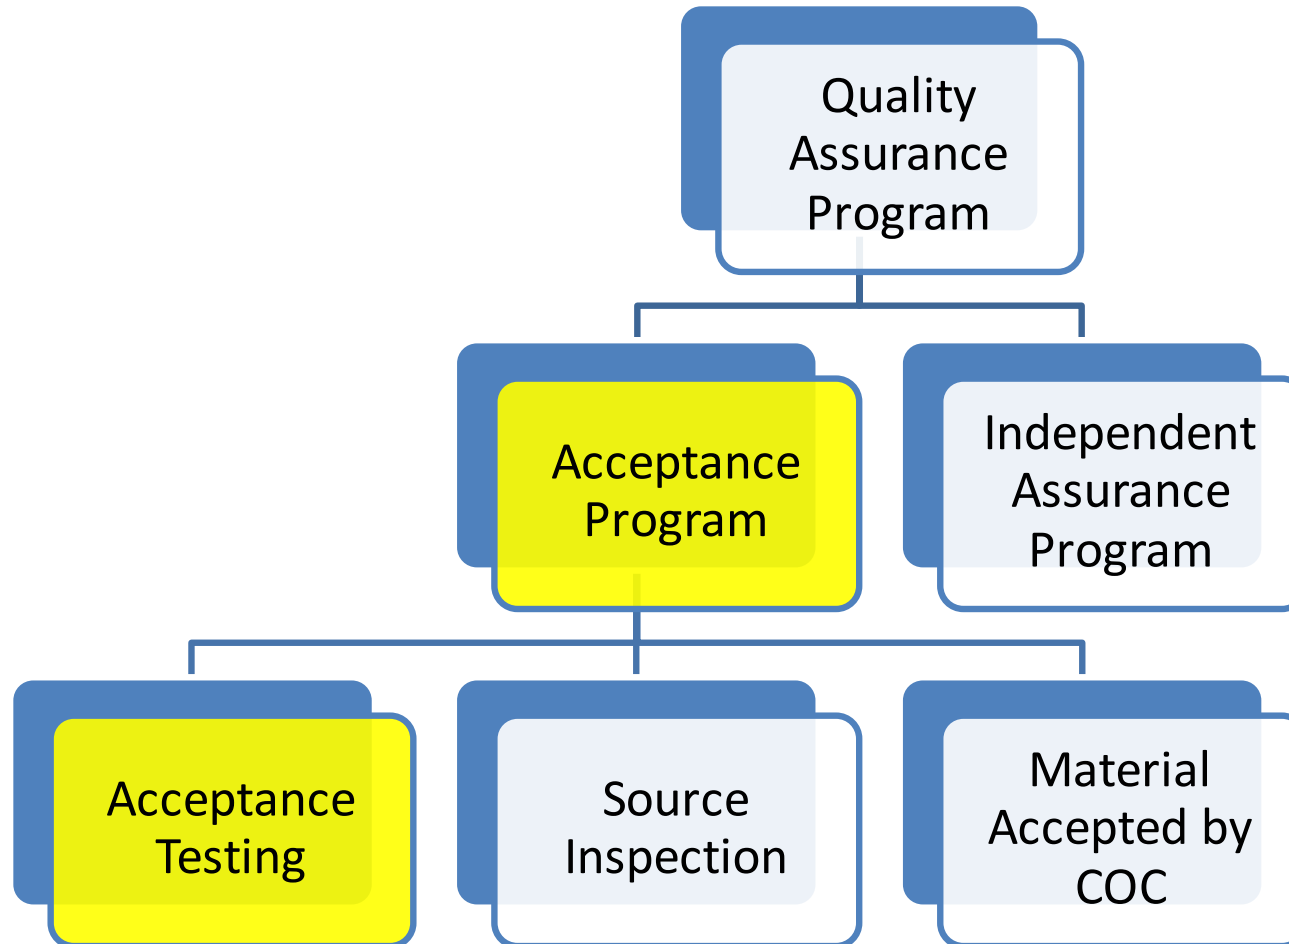 Quality
Assurance
Program
Acceptance
Program
Independent
Assurance
Program
Acceptance
Testing
Source
Inspection
Material
Accepted by
COC